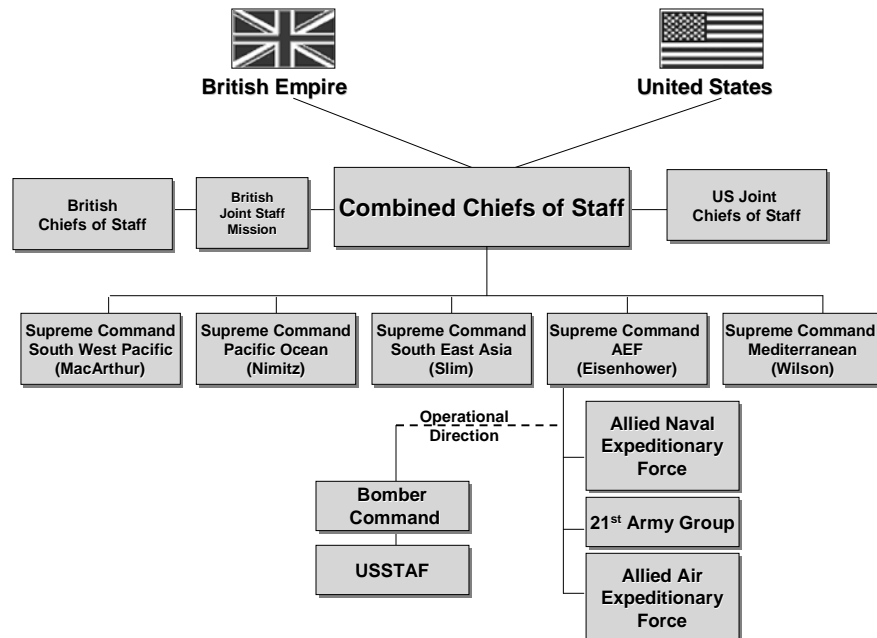 British Empire
United States
British
Chiefs of Staff
British
Joint Staff
Mission
Combined Chiefs of Staff
US Joint
Chiefs of Staff
Supreme Command
South West Pacific
(MacArthur)
Supreme Command
Pacific Ocean
(Nimitz)
Supreme Command
South East Asia
(Slim)
Supreme Command
AEF
(Eisenhower)
Supreme Command
Mediterranean
(Wilson)
Operational
Direction
Bomber
Command
USSTAF
Allied Naval
Expeditionary
Force
21st Army Group
Allied Air
Expeditionary
Force